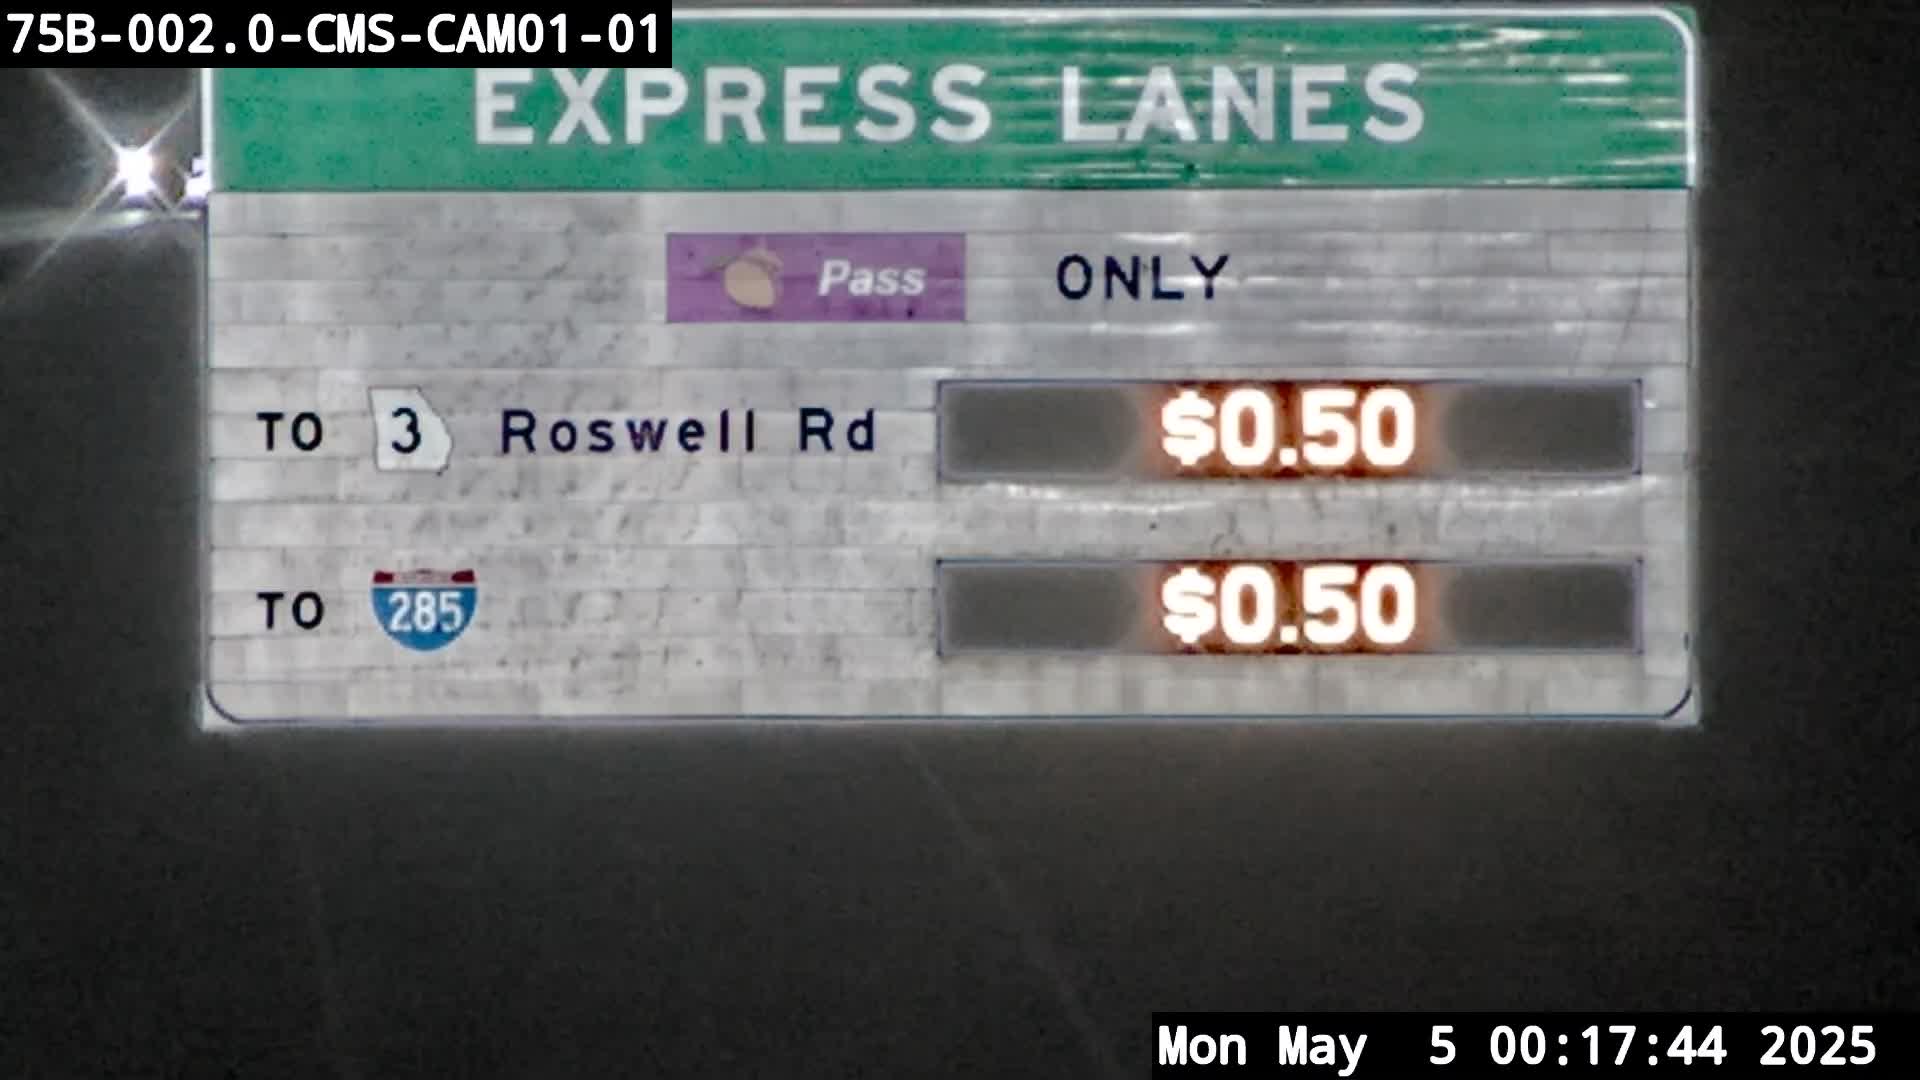 75B-002.0-CMS-CAM01-01
EXPRESS LANES
Pass ONLY
TO 3 Roswell Rd $0.50
TO 285 $0.50
Mon May 5 00:17:44 2025